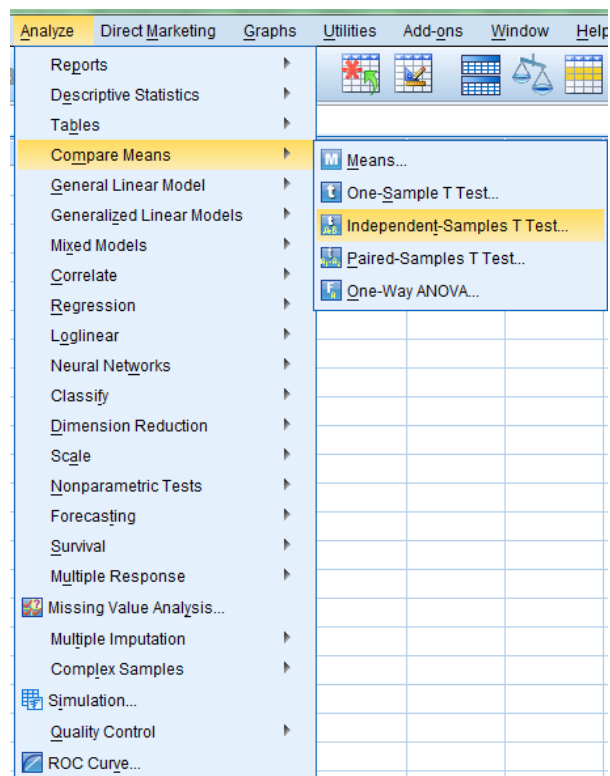 Analyze Direct Marketing Graphs Utilities Add-ons Window Help
Reports
Descriptive Statistics
Tables
Compare Means
General Linear Model
Generalized Linear Models
Mixed Models
Correlate
Regression
Loglinear
Neural Networks
Classify
Dimension Reduction
Scale
Nonparametric Tests
Forecasting
Survival
Multiple Response
Missing Value Analysis...
Multiple Imputation
Complex Samples
Simulation...
Quality Control
ROC Curve...
M Means...
t One-Sample T Test...
Independent-Samples T Test...
Paired-Samples T Test...
One-Way ANOVA...